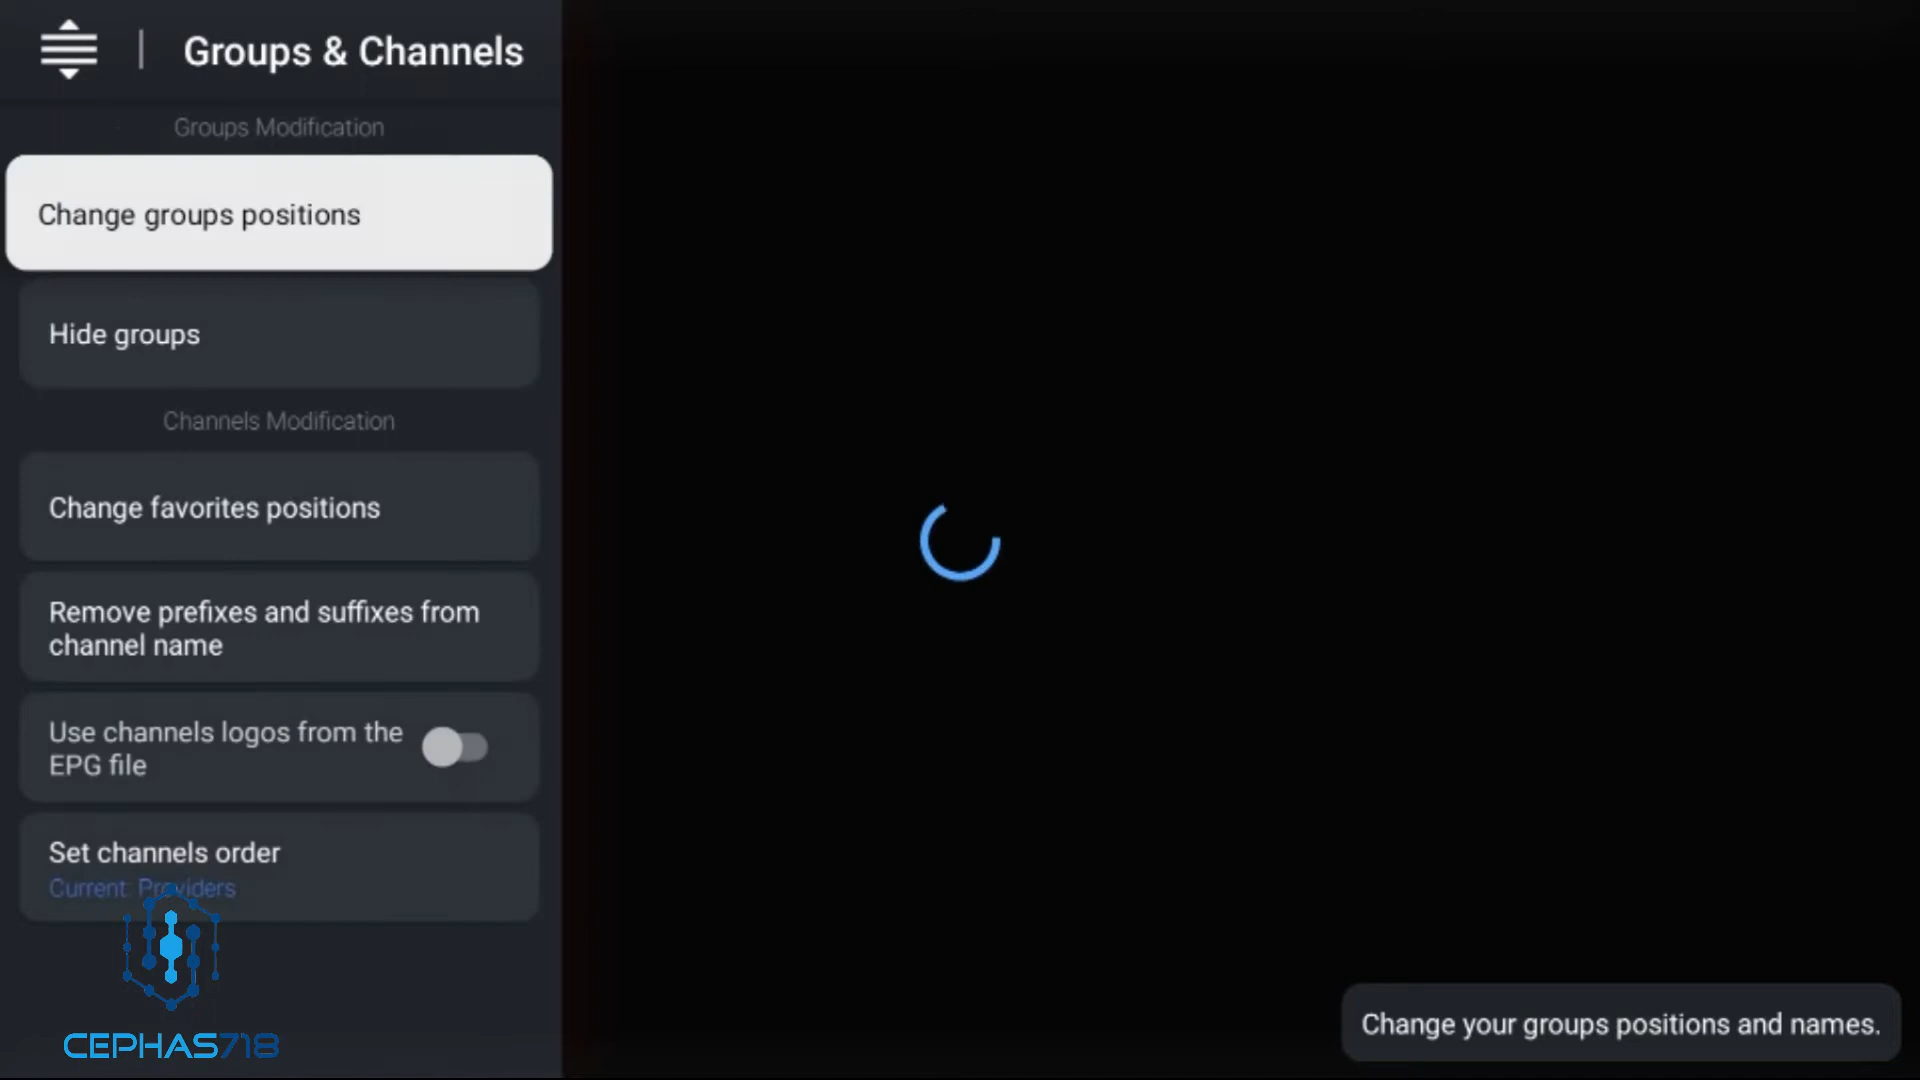 Groups & Channels
Groups Modification
Change groups positions
Hide groups
Channels Modification
Change favorites positions
Remove prefixes and suffixes from
channel name
Use channels logos from the
EPG file
Set channels order
Current: Providers
CEPHAS718
Change your groups positions and names.